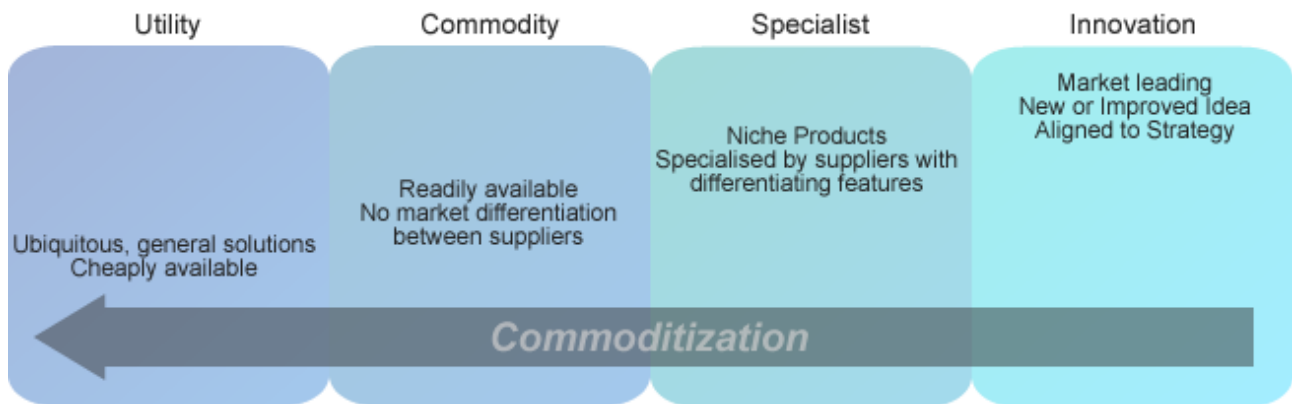 Utility
Commodity
Specialist
Innovation
Ubiquitous, general solutions
Cheaply available
Readily available
No market differentiation
between suppliers
Niche Products
Specialised by suppliers with
differentiating features
Market leading
New or Improved Idea
Aligned to Strategy
Commoditization